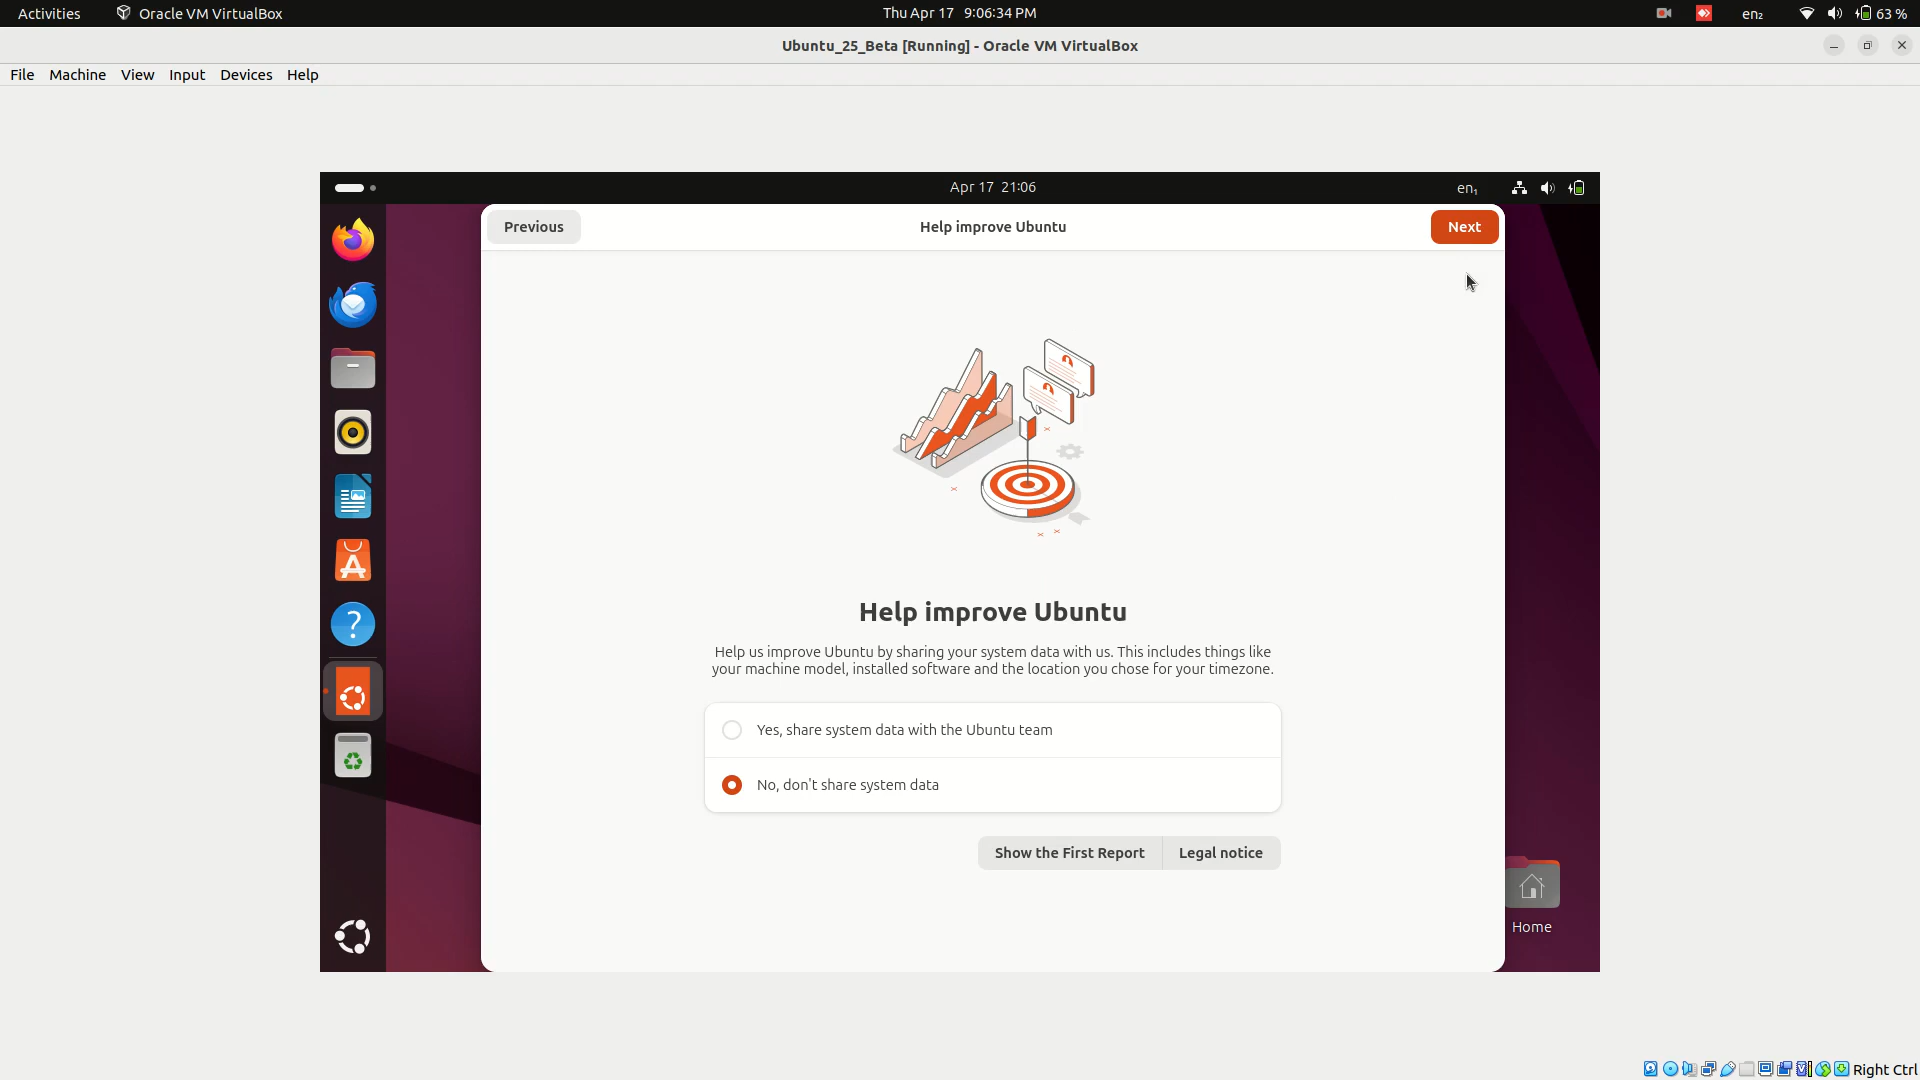 Activities Oracle VM VirtualBox Thu Apr 17 9:06:34 PM en₂ 63 %
Ubuntu_25_Beta [Running] - Oracle VM VirtualBox
File Machine View Input Devices Help
Apr 17 21:06 en₁
Previous Help improve Ubuntu Next
Help improve Ubuntu
Help us improve Ubuntu by sharing your system data with us. This includes things like
your machine model, installed software and the location you chose for your timezone.
Yes, share system data with the Ubuntu team
No, don't share system data
Show the First Report Legal notice
Home
Right Ctrl